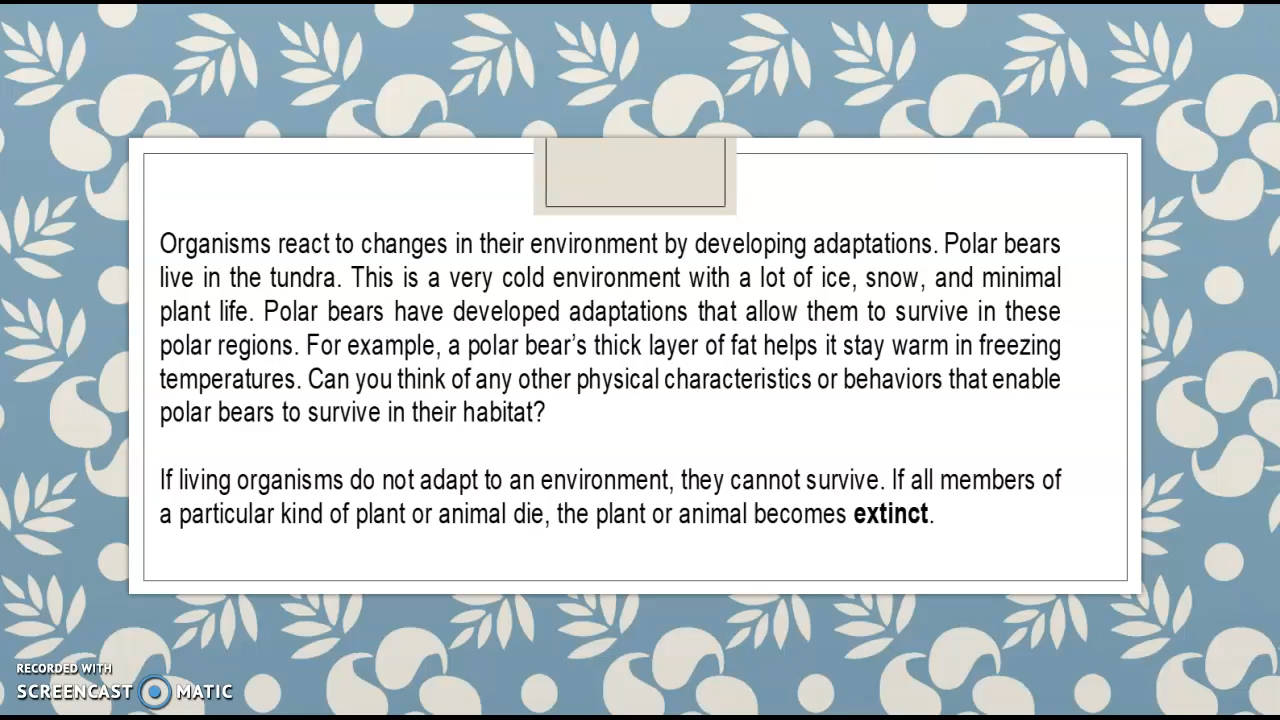 Organisms react to changes in their environment by developing adaptations. Polar bears
live in the tundra. This is a very cold environment with a lot of ice, snow, and minimal
plant life. Polar bears have developed adaptations that allow them to survive in these
polar regions. For example, a polar bear’s thick layer of fat helps it stay warm in freezing
temperatures. Can you think of any other physical characteristics or behaviors that enable
polar bears to survive in their habitat?
If living organisms do not adapt to an environment, they cannot survive. If all members of
a particular kind of plant or animal die, the plant or animal becomes extinct.
RECORDED WITH
SCREENCAST MATIC